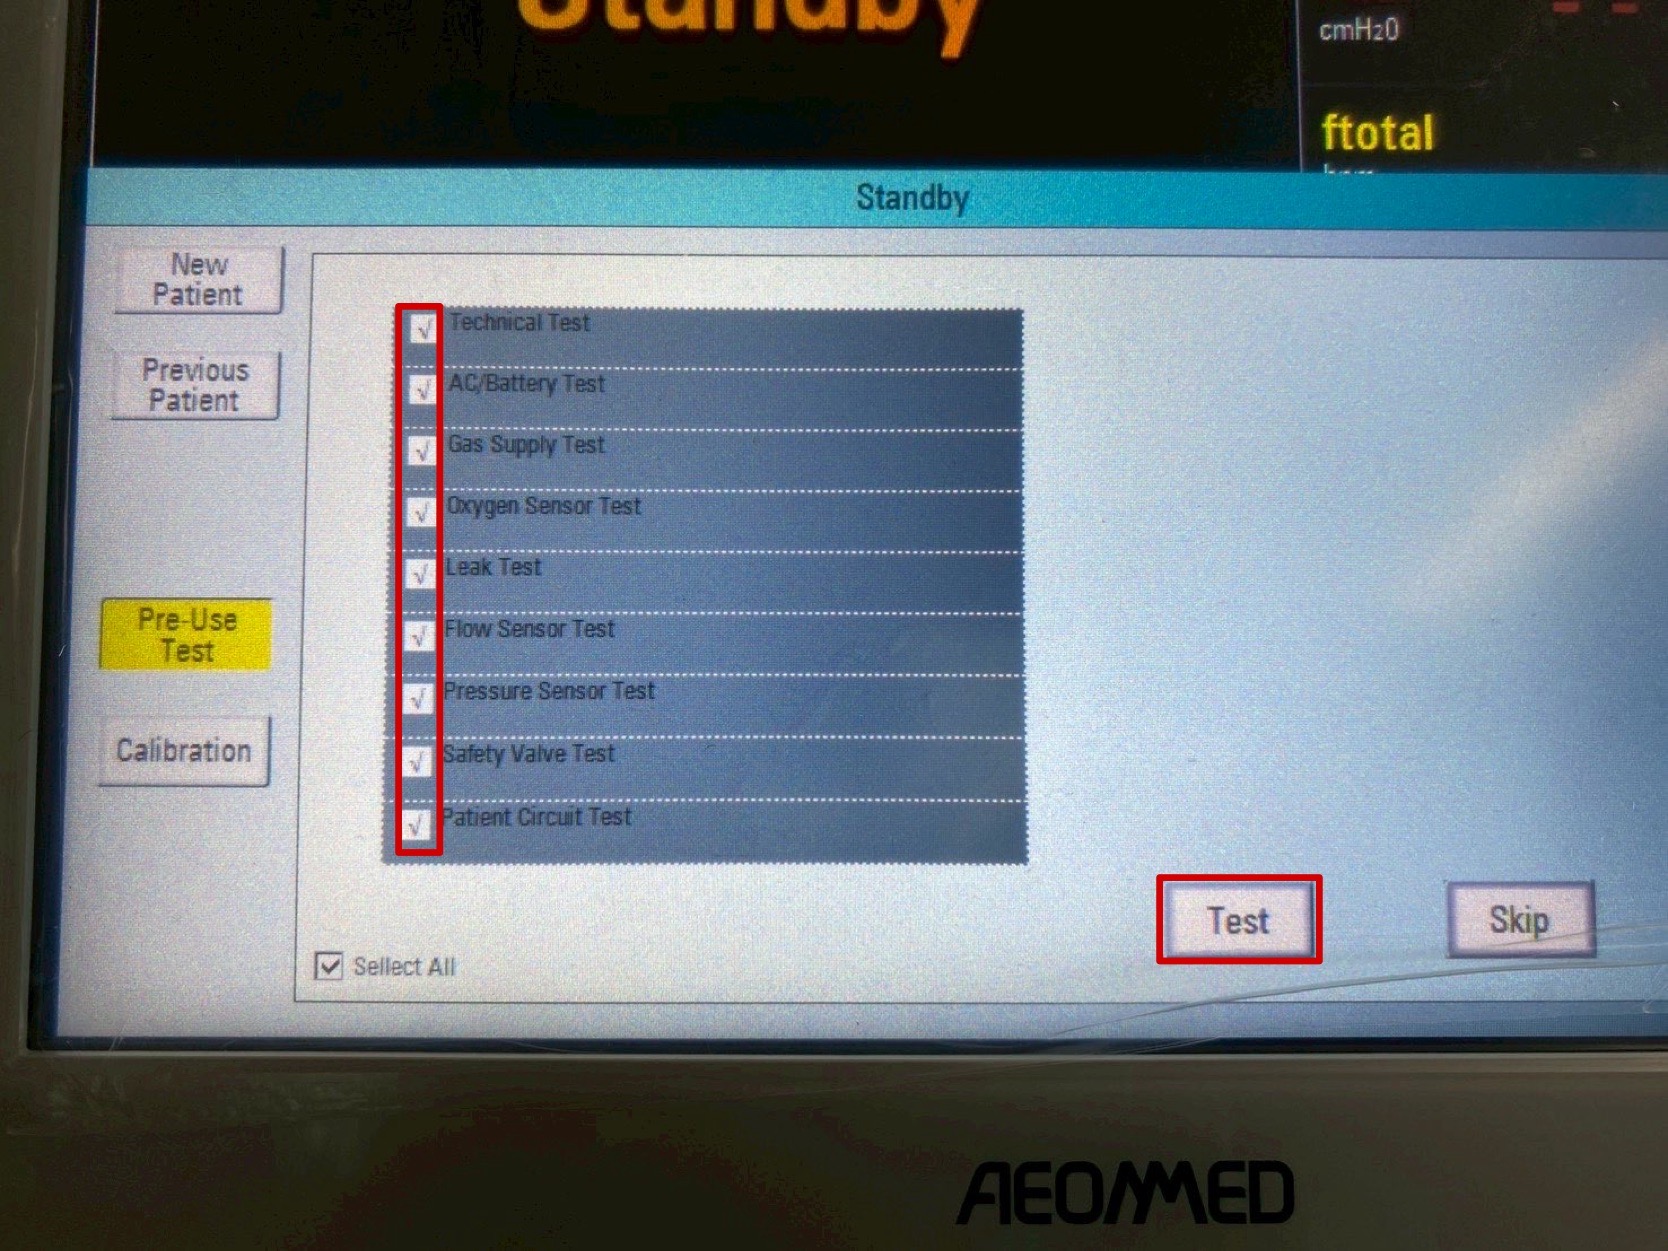 Standby
cmH2O
ftotal
Standby
New
Patient
Previous
Patient
Pre-Use
Test
Calibration
√ Technical Test
√ AC/Battery Test
√ Gas Supply Test
√ Oxygen Sensor Test
√ Leak Test
√ Flow Sensor Test
√ Pressure Sensor Test
√ Safety Valve Test
√ Patient Circuit Test
Sellect All
Test
Skip
AEONMED